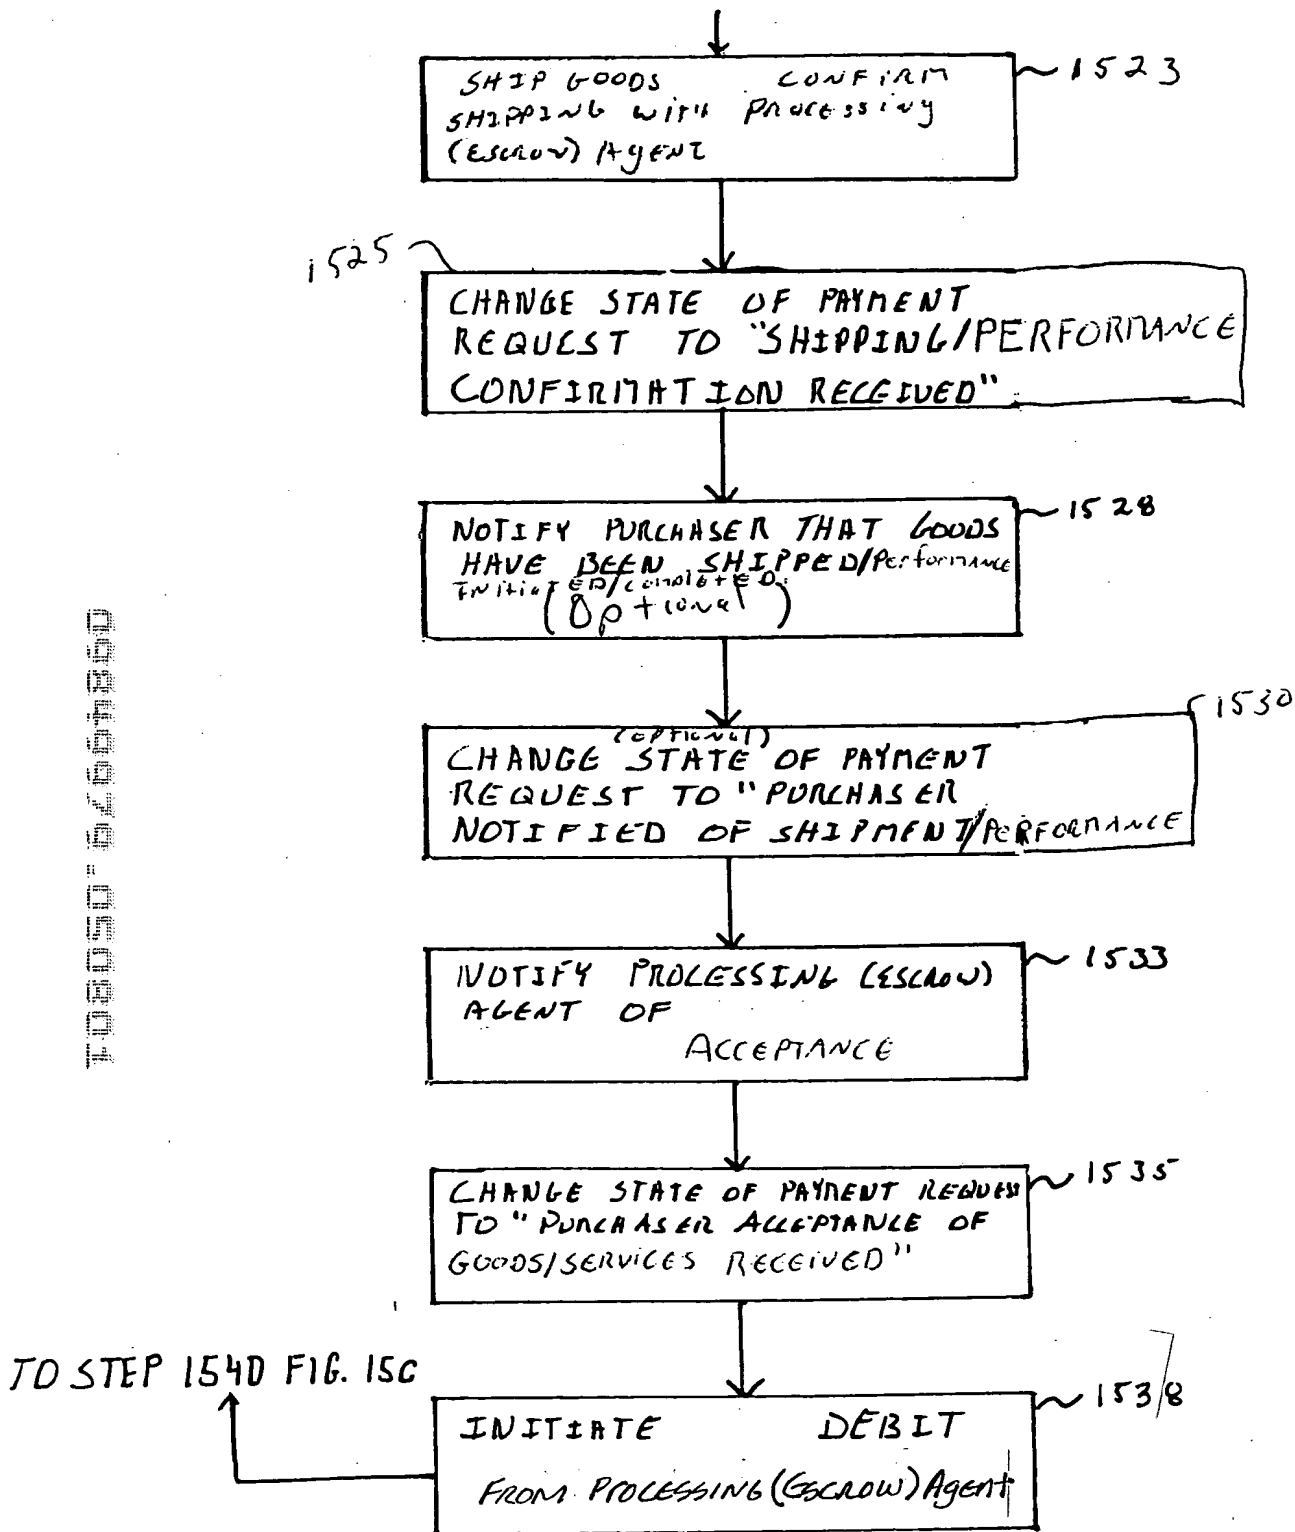 SHIP GOODS CONFIRM
SHIPPING WITH PROCESSING
(ESCROW) AGENT
1523
1525
CHANGE STATE OF PAYMENT
REQUEST TO "SHIPPING/PERFORMANCE
CONFIRMATION RECEIVED"
NOTIFY PURCHASER THAT GOODS
HAVE BEEN SHIPPED/Performance
InitiatED/completED.
(Optional)
1528
1530
(optional)
CHANGE STATE OF PAYMENT
REQUEST TO "PURCHASER
NOTIFIED OF SHIPMENT/PERFORMANCE
NOTIFY PROCESSING (ESCROW)
AGENT OF
ACCEPTANCE
1533
CHANGE STATE OF PAYMENT REQUEST
TO "PURCHASER ACCEPTANCE OF
GOODS/SERVICES RECEIVED"
1535
TO STEP 1540 FIG. 15C
INITIATE DEBIT
FROM PROCESSING (ESCROW) Agent
1538
09849979.050801